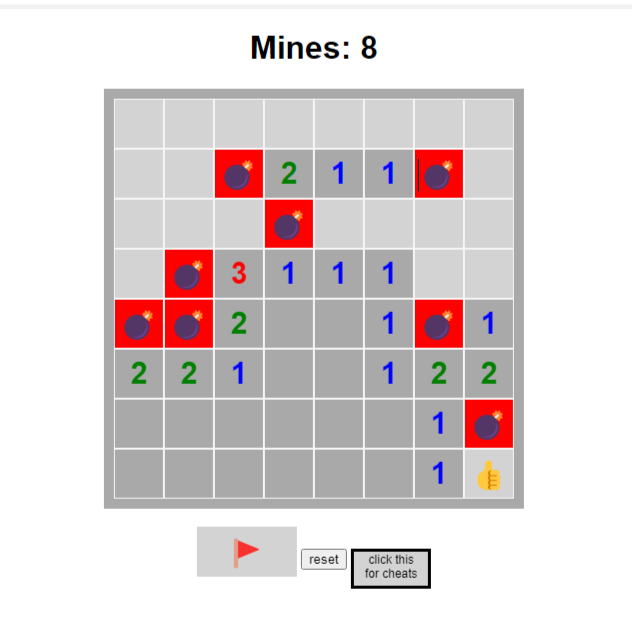 Mines: 8
2 1 1
3 1 1 1
2 1 1
2 2 1 1 2 2
1
1
reset
click this
for cheats